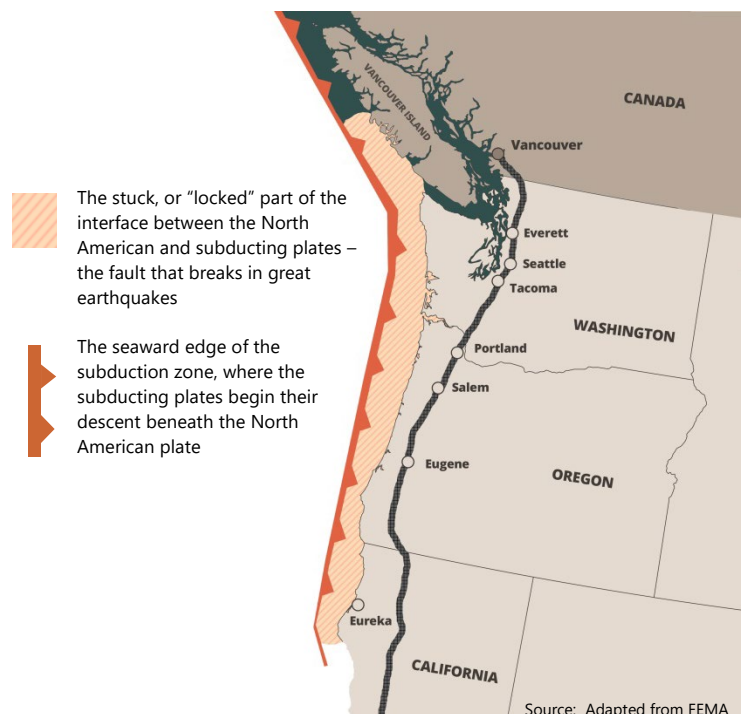 VANCOUVER ISLAND
CANADA
Vancouver
The stuck, or “locked” part of the
interface between the North
American and subducting plates –
the fault that breaks in great
earthquakes
Everett
Seattle
Tacoma
WASHINGTON
The seaward edge of the
subduction zone, where the
subducting plates begin their
descent beneath the North
American plate
Portland
Salem
Eugene
OREGON
Eureka
CALIFORNIA
Source: Adapted from FEMA